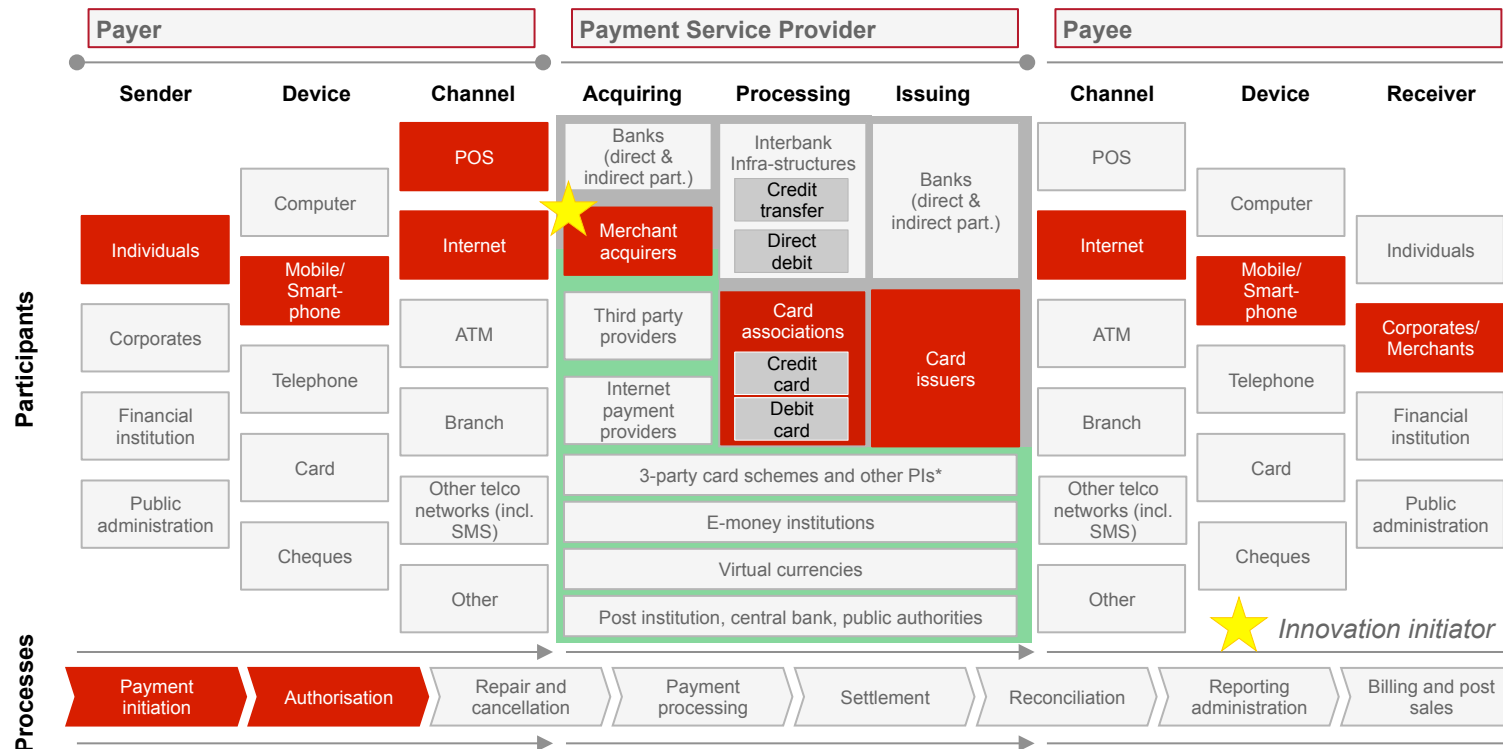 Payer
Payment Service Provider
Payee
Sender
Device
Channel
Acquiring
Processing
Issuing
Channel
Device
Receiver
Participants
Individuals
Corporates
Financial
institution
Public
administration
Computer
Mobile/
Smart-
phone
Telephone
Card
Cheques
POS
Internet
ATM
Branch
Other telco
networks (incl.
SMS)
Other
Banks
(direct &
indirect part.)
Merchant
acquirers
Third party
providers
Internet
payment
providers
Interbank
Infra-structures
Credit
transfer
Direct
debit
Card
associations
Credit
card
Debit
card
Banks
(direct &
indirect part.)
Card
issuers
3-party card schemes and other PIs*
E-money institutions
Virtual currencies
Post institution, central bank, public authorities
POS
Internet
ATM
Branch
Other telco
networks (incl.
SMS)
Other
Computer
Mobile/
Smart-
phone
Telephone
Card
Cheques
Individuals
Corporates/
Merchants
Financial
institution
Public
administration
Innovation initiator
Processes
Payment
initiation
Authorisation
Repair and
cancellation
Payment
processing
Settlement
Reconciliation
Reporting
administration
Billing and post
sales